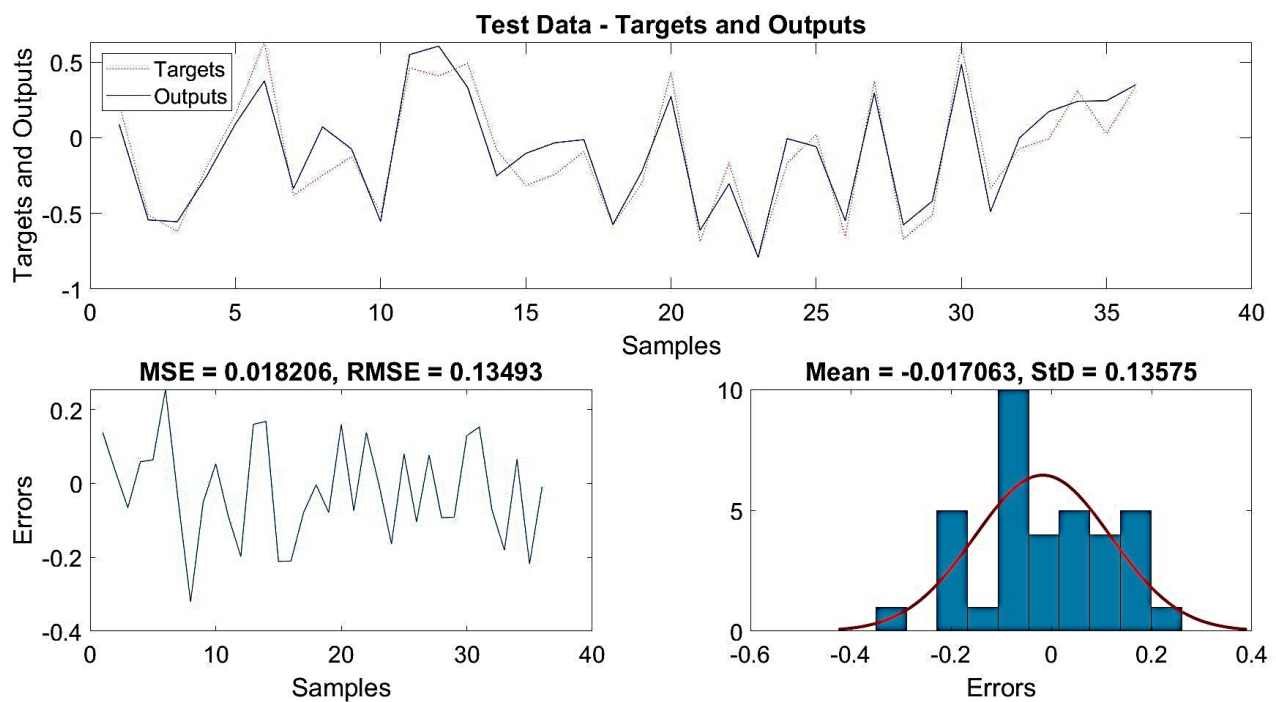 Test Data - Targets and Outputs
Targets and Outputs
0.5
0
-0.5
-1
Targets
Outputs
0 5 10 15 20 25 30 35 40
Samples
MSE = 0.018206, RMSE = 0.13493
Errors
0.2
0
-0.2
-0.4
0 10 20 30 40
Samples
Mean = -0.017063, StD = 0.13575
10
5
0
-0.6 -0.4 -0.2 0 0.2 0.4
Errors